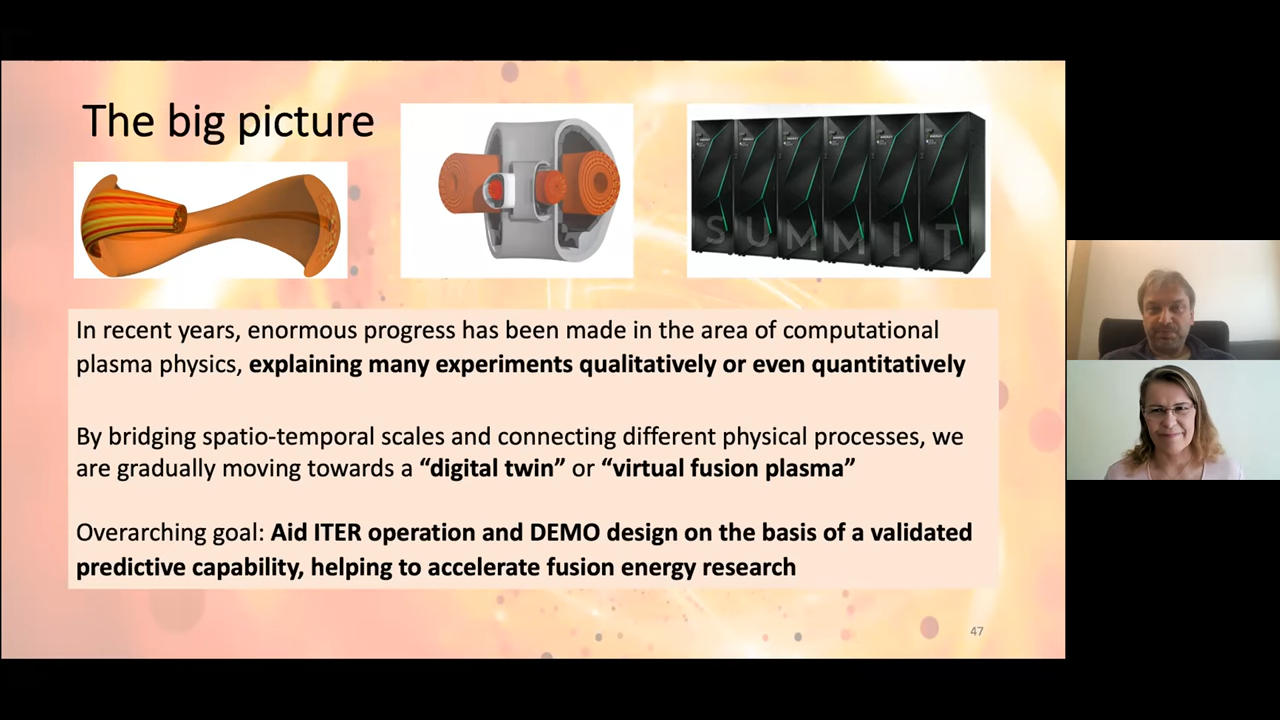 The big picture
SUMMIT
In recent years, enormous progress has been made in the area of computational
plasma physics, explaining many experiments qualitatively or even quantitatively
By bridging spatio-temporal scales and connecting different physical processes, we
are gradually moving towards a “digital twin” or “virtual fusion plasma”
Overarching goal: Aid ITER operation and DEMO design on the basis of a validated
predictive capability, helping to accelerate fusion energy research
47